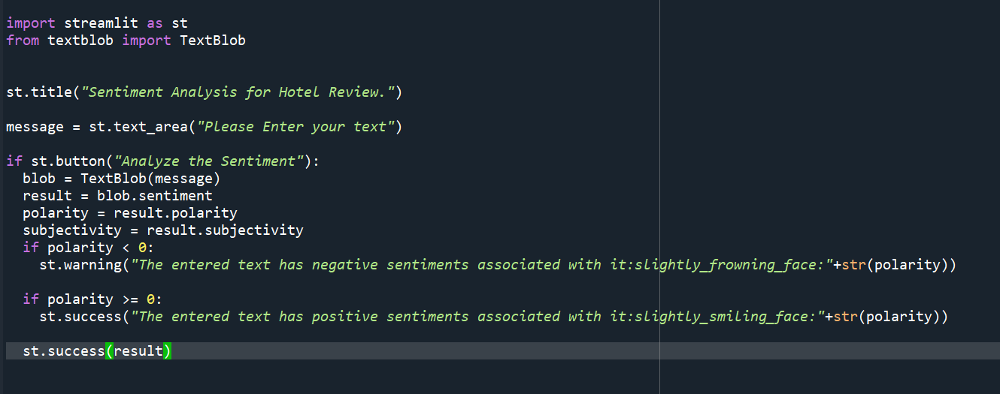 import streamlit as st
from textblob import TextBlob
st.title("Sentiment Analysis for Hotel Review.")
message = st.text_area("Please Enter your text")
if st.button("Analyze the Sentiment"):
  blob = TextBlob(message)
  result = blob.sentiment
  polarity = result.polarity
  subjectivity = result.subjectivity
  if polarity < 0:
    st.warning("The entered text has negative sentiments associated with it:slightly_frowning_face:"+str(polarity))
  if polarity >= 0:
    st.success("The entered text has positive sentiments associated with it:slightly_smiling_face:"+str(polarity))
  st.success(result)